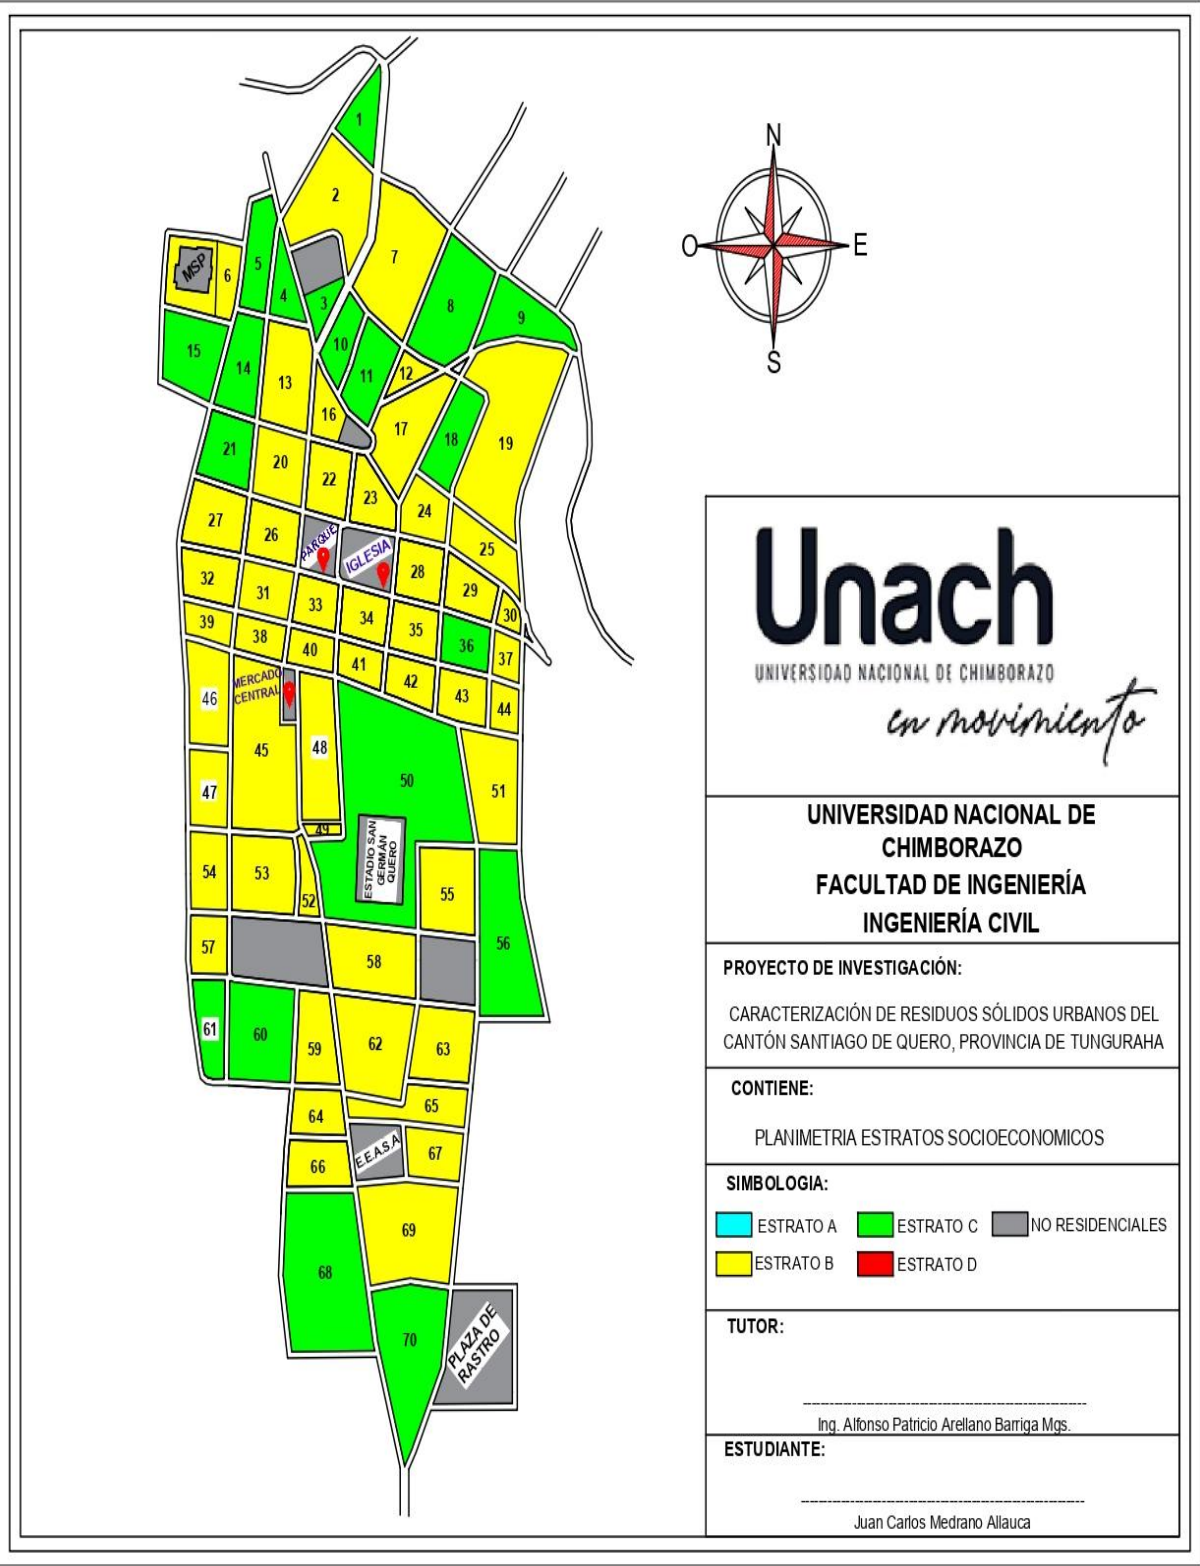 N
O
E
S
1
2
MSP
6
5
4
3
7
8
9
15
14
13
10
11
12
16
17
18
19
21
20
22
23
24
27
26
PARQUE
IGLESIA
28
25
32
31
33
34
35
29
30
39
38
40
41
42
36
37
43
44
46
MERCADO
CENTRAL
45
48
50
51
47
49
54
53
52
ESTADIO SAN
GERMÁN
QUERO
55
56
57
58
61
60
59
62
63
64
65
66
E.E.A.S.A
67
69
68
70
PLAZA DE
RASTRO
Unach
UNIVERSIDAD NACIONAL DE CHIMBORAZO
en movimiento
UNIVERSIDAD NACIONAL DE
CHIMBORAZO
FACULTAD DE INGENIERÍA
INGENIERÍA CIVIL
PROYECTO DE INVESTIGACIÓN:
CARACTERIZACIÓN DE RESIDUOS SÓLIDOS URBANOS DEL
CANTÓN SANTIAGO DE QUERO, PROVINCIA DE TUNGURAHA
CONTIENE:
PLANIMETRIA ESTRATOS SOCIOECONOMICOS
SIMBOLOGIA:
ESTRATO A
ESTRATO C
NO RESIDENCIALES
ESTRATO B
ESTRATO D
TUTOR:
Ing. Alfonso Patricio Arellano Barriga Mgs.
ESTUDIANTE:
Juan Carlos Medrano Allauca